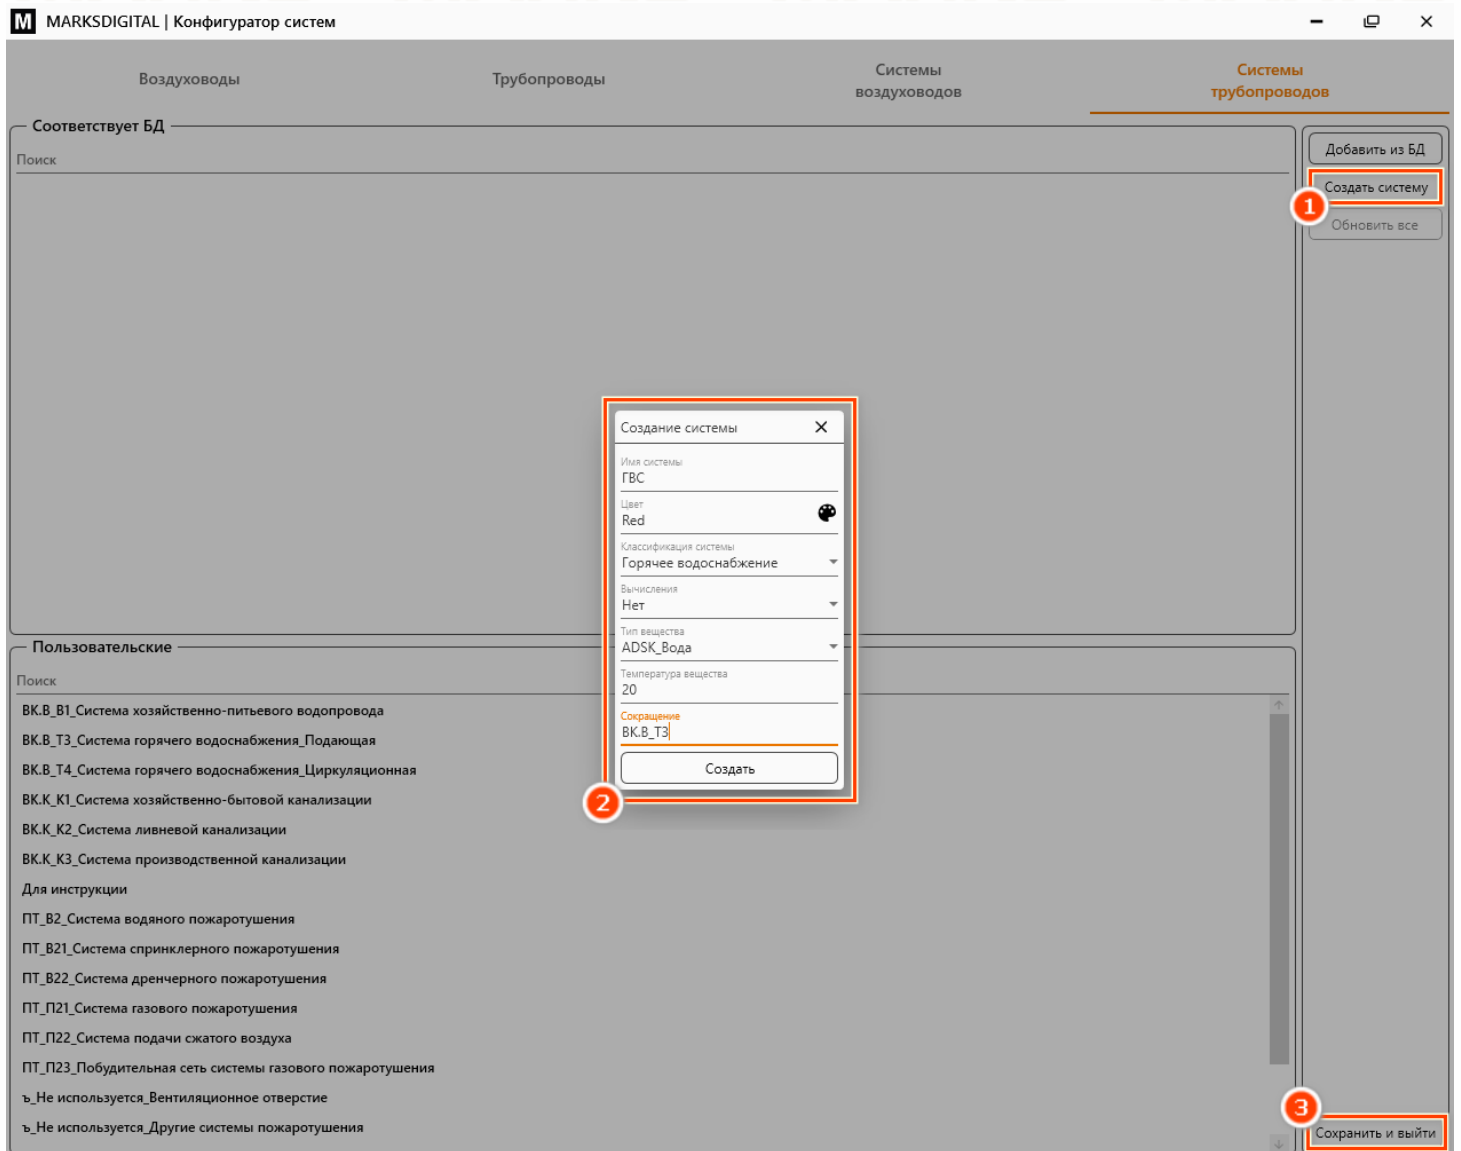 M MARKSDIGITAL | Конфигуратор систем
Воздуховоды
Трубопроводы
Системы
воздуховодов
Системы
трубопроводов
Соответствует БД
Поиск
Добавить из БД
Создать систему
1
Обновить все
Создание системы
Имя системы
ГВС
Цвет
Red
Классификация системы
Горячее водоснабжение
Вычисления
Нет
Тип вещества
ADSK_Вода
Температура вещества
20
Сокращение
ВК.В_Т3
Создать
2
Пользовательские
Поиск
ВК.В_В1_Система хозяйственно-питьевого водопровода
ВК.В_Т3_Система горячего водоснабжения_Подающая
ВК.В_Т4_Система горячего водоснабжения_Циркуляционная
ВК.К_К1_Система хозяйственно-бытовой канализации
ВК.К_К2_Система ливневой канализации
ВК.К_К3_Система производственной канализации
Для инструкции
ПТ_В2_Система водяного пожаротушения
ПТ_В21_Система спринклерного пожаротушения
ПТ_В22_Система дренчерного пожаротушения
ПТ_П21_Система газового пожаротушения
ПТ_П22_Система подачи сжатого воздуха
ПТ_П23_Побудительная сеть системы газового пожаротушения
ъ_Не используется_Вентиляционное отверстие
ъ_Не используется_Другие системы пожаротушения
3
Сохранить и выйти